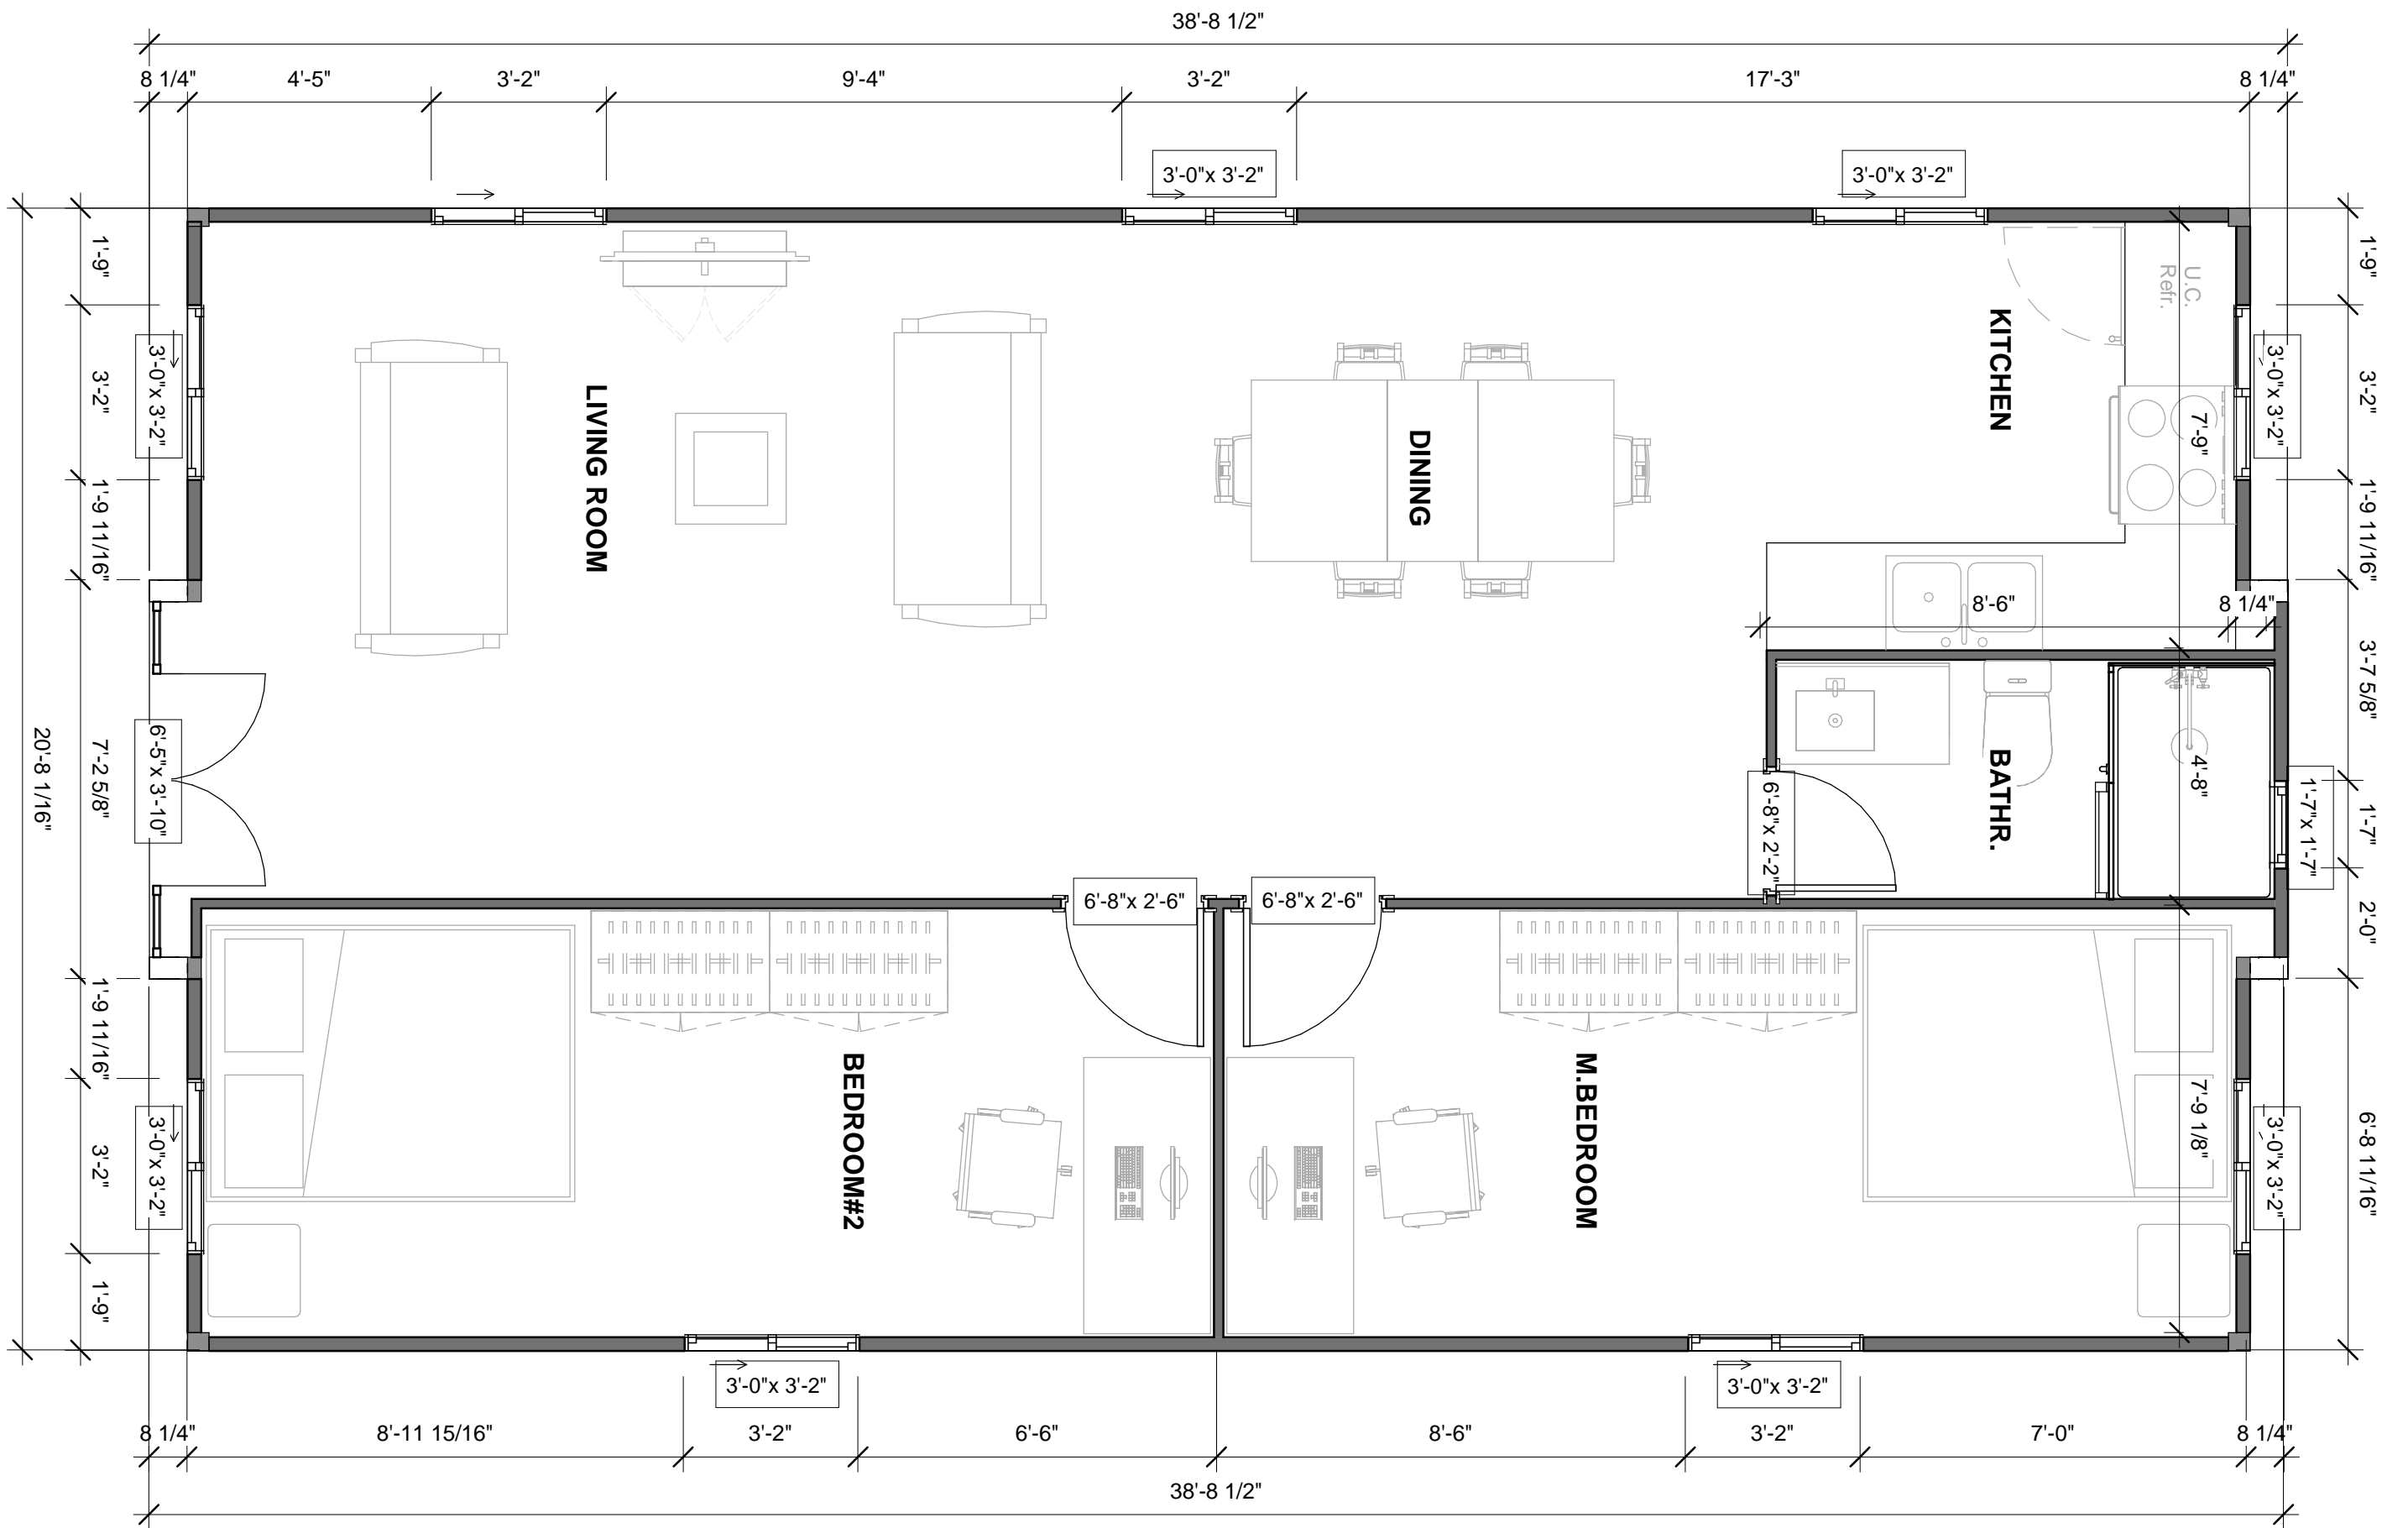 38'-8 1/2"
8 1/4"
4'-5"
3'-2"
9'-4"
3'-2"
17'-3"
8 1/4"
3'-0"x 3'-2"
3'-0"x 3'-2"
1'-9"
3'-2"
1'-9 11/16"
7'-2 5/8"
1'-9 11/16"
3'-2"
1'-9"
20'-8 1/16"
3'-0"x 3'-2"
6'-5"x 3'-10"
3'-0"x 3'-2"
LIVING ROOM
DINING
KITCHEN
U.C.
Refr.
7'-9"
8'-6"
8 1/4"
BATHR.
4'-8"
6'-8"x 2'-2"
6'-8"x 2'-6"
6'-8"x 2'-6"
BEDROOM#2
M.BEDROOM
7'-9 1/8"
3'-0"x 3'-2"
1'-7"x 1'-7"
3'-0"x 3'-2"
1'-9"
3'-2"
1'-9 11/16"
3'-7 5/8"
1'-7"
2'-0"
6'-8 11/16"
3'-0"x 3'-2"
3'-0"x 3'-2"
8 1/4"
8'-11 15/16"
3'-2"
6'-6"
8'-6"
3'-2"
7'-0"
8 1/4"
38'-8 1/2"